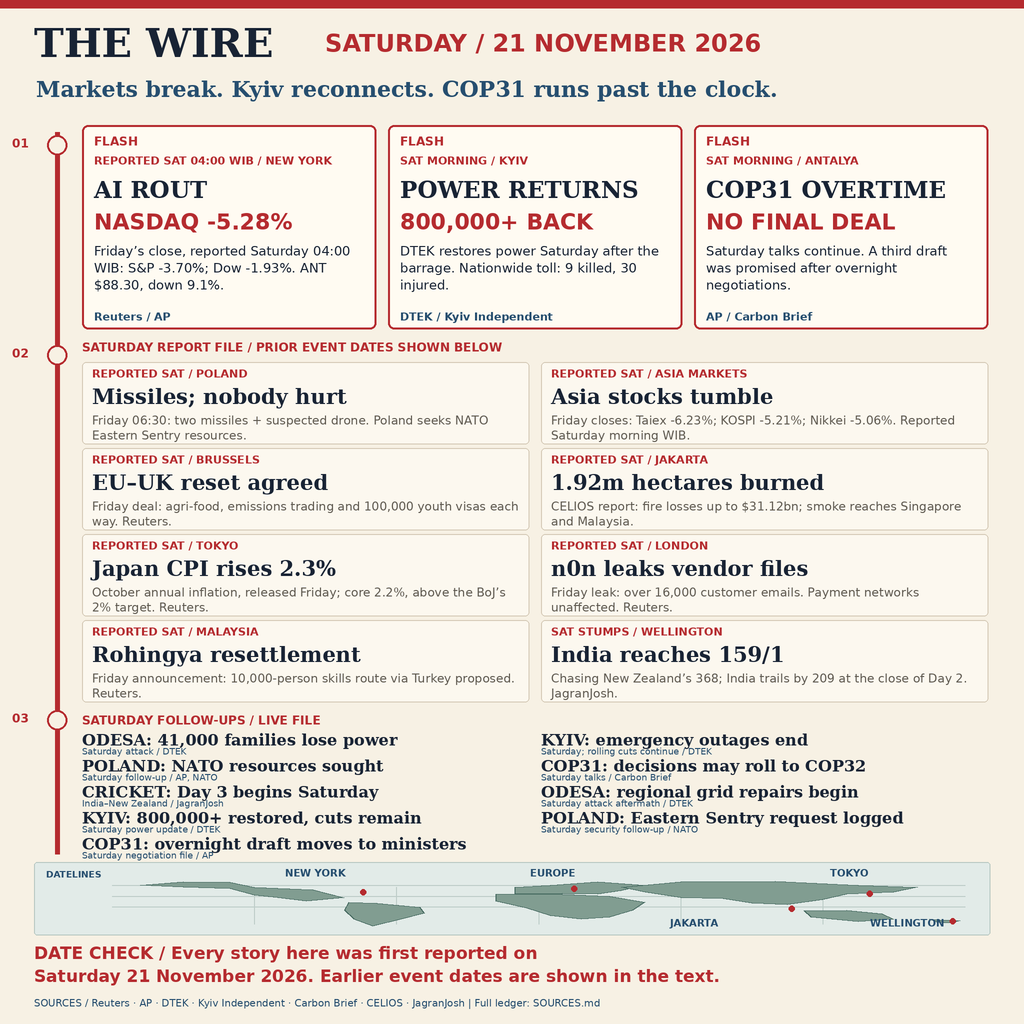 THE WIRE
SATURDAY / 21 NOVEMBER 2026
Markets break. Kyiv reconnects. COP31 runs past the clock.
01
FLASH
REPORTED SAT 04:00 WIB / NEW YORK
AI ROUT
NASDAQ -5.28%
Friday’s close, reported Saturday 04:00
WIB: S&P -3.70%; Dow -1.93%. ANT
$88.30, down 9.1%.
Reuters / AP
FLASH
SAT MORNING / KYIV
POWER RETURNS
800,000+ BACK
DTEK restores power Saturday after the
barrage. Nationwide toll: 9 killed, 30
injured.
DTEK / Kyiv Independent
FLASH
SAT MORNING / ANTALYA
COP31 OVERTIME
NO FINAL DEAL
Saturday talks continue. A third draft
was promised after overnight
negotiations.
AP / Carbon Brief
02
SATURDAY REPORT FILE / PRIOR EVENT DATES SHOWN BELOW
REPORTED SAT / POLAND
Missiles; nobody hurt
Friday 06:30: two missiles + suspected drone. Poland seeks NATO
Eastern Sentry resources.
REPORTED SAT / ASIA MARKETS
Asia stocks tumble
Friday closes: Taiex -6.23%; KOSPI -5.21%; Nikkei -5.06%. Reported
Saturday morning WIB.
REPORTED SAT / BRUSSELS
EU–UK reset agreed
Friday deal: agri-food, emissions trading and 100,000 youth visas each
way. Reuters.
REPORTED SAT / JAKARTA
1.92m hectares burned
CELIOS report: fire losses up to $31.12bn; smoke reaches Singapore
and Malaysia.
REPORTED SAT / TOKYO
Japan CPI rises 2.3%
October annual inflation, released Friday; core 2.2%, above the BoJ’s
2% target. Reuters.
REPORTED SAT / LONDON
n0n leaks vendor files
Friday leak: over 16,000 customer emails. Payment networks
unaffected. Reuters.
REPORTED SAT / MALAYSIA
Rohingya resettlement
Friday announcement: 10,000-person skills route via Turkey proposed.
Reuters.
SAT STUMPS / WELLINGTON
India reaches 159/1
Chasing New Zealand’s 368; India trails by 209 at the close of Day 2.
JagranJosh.
03
SATURDAY FOLLOW-UPS / LIVE FILE
ODESA: 41,000 families lose power
Saturday attack / DTEK
KYIV: emergency outages end
Saturday; rolling cuts continue / DTEK
POLAND: NATO resources sought
Saturday follow-up / AP, NATO
COP31: decisions may roll to COP32
Saturday talks / Carbon Brief
CRICKET: Day 3 begins Saturday
India–New Zealand / JagranJosh
ODESA: regional grid repairs begin
Saturday attack aftermath / DTEK
KYIV: 800,000+ restored, cuts remain
Saturday power update / DTEK
POLAND: Eastern Sentry request logged
Saturday security follow-up / NATO
COP31: overnight draft moves to ministers
Saturday negotiation file / AP
DATELINES
NEW YORK
EUROPE
TOKYO
JAKARTA
WELLINGTON
DATE CHECK / Every story here was first reported on
Saturday 21 November 2026. Earlier event dates are shown in the text.
SOURCES / Reuters · AP · DTEK · Kyiv Independent · Carbon Brief · CELIOS · JagranJosh | Full ledger: SOURCES.md